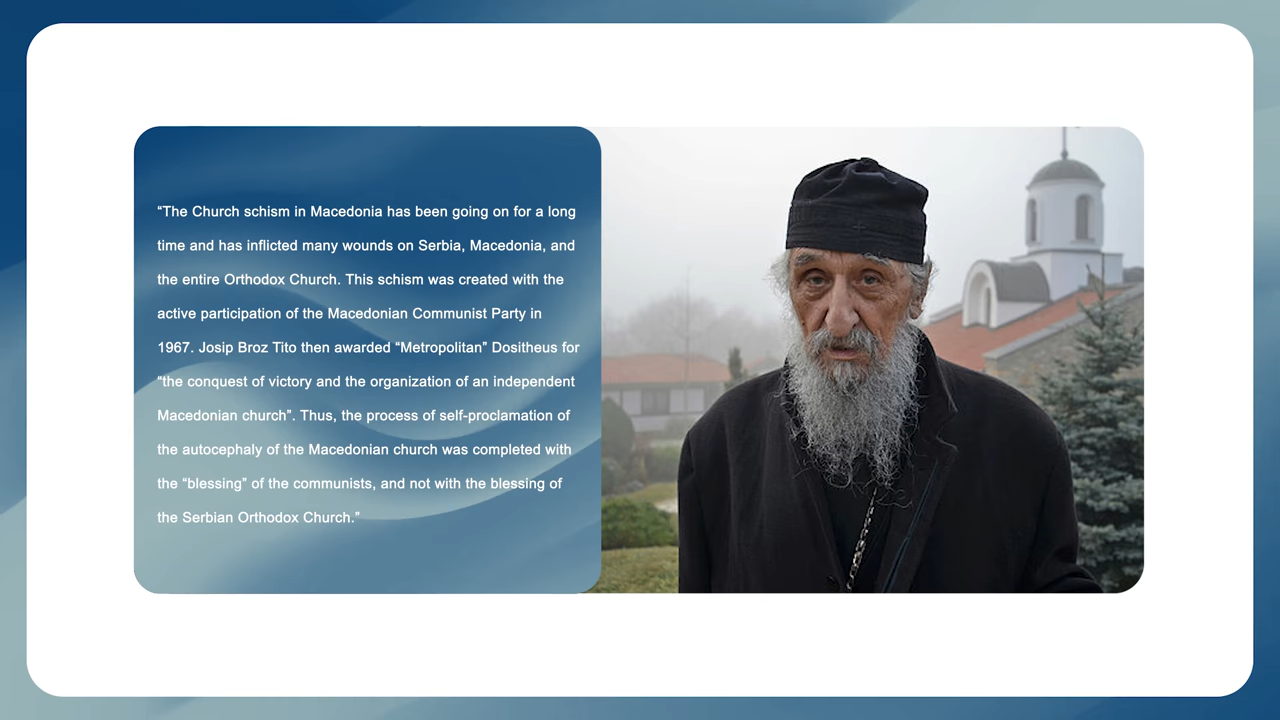 “The Church schism in Macedonia has been going on for a long
time and has inflicted many wounds on Serbia, Macedonia, and
the entire Orthodox Church. This schism was created with the
active participation of the Macedonian Communist Party in
1967. Josip Broz Tito then awarded “Metropolitan” Dositheus for
“the conquest of victory and the organization of an independent
Macedonian church”. Thus, the process of self-proclamation of
the autocephaly of the Macedonian church was completed with
the “blessing” of the communists, and not with the blessing of
the Serbian Orthodox Church.”